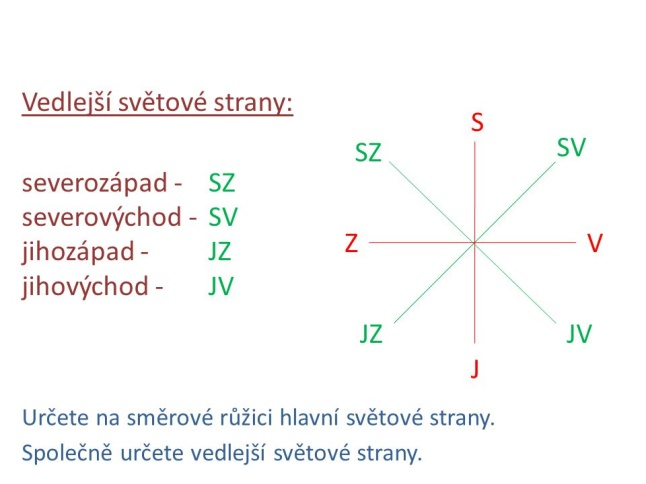 Vedlejší světové strany:
severozápad - SZ
severovýchod - SV
jihozápad - JZ
jihovýchod - JV
S
SZ
SV
Z
V
JZ
JV
J
Určete na směrové růžici hlavní světové strany.
Společně určete vedlejší světové strany.